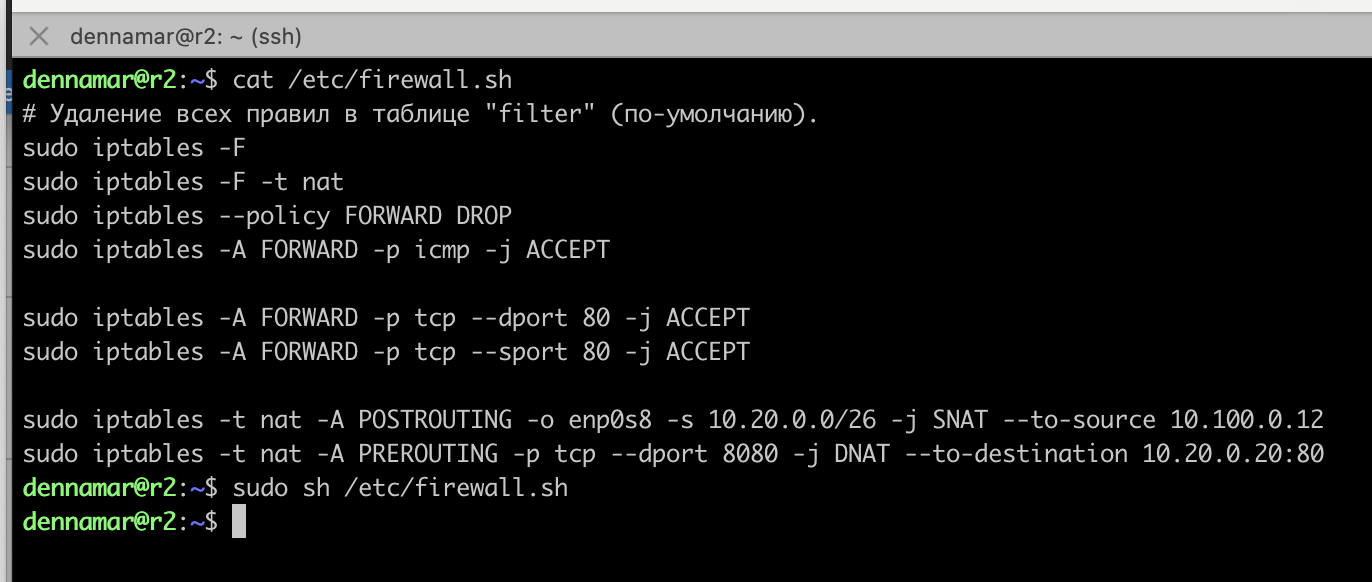 dennamar@r2: ~ (ssh)
dennamar@r2:~$ cat /etc/firewall.sh
# Удаление всех правил в таблице "filter" (по-умолчанию).
sudo iptables -F
sudo iptables -F -t nat
sudo iptables --policy FORWARD DROP
sudo iptables -A FORWARD -p icmp -j ACCEPT
sudo iptables -A FORWARD -p tcp --dport 80 -j ACCEPT
sudo iptables -A FORWARD -p tcp --sport 80 -j ACCEPT
sudo iptables -t nat -A POSTROUTING -o enp0s8 -s 10.20.0.0/26 -j SNAT --to-source 10.100.0.12
sudo iptables -t nat -A PREROUTING -p tcp --dport 8080 -j DNAT --to-destination 10.20.0.20:80
dennamar@r2:~$ sudo sh /etc/firewall.sh
dennamar@r2:~$